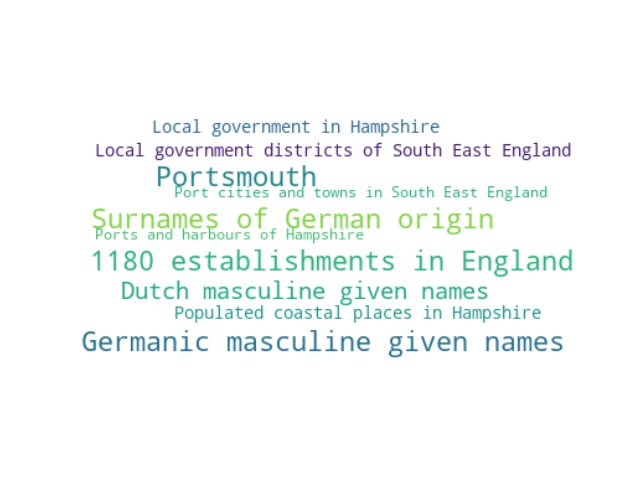 Local government in Hampshire
Local government districts of South East England
Portsmouth
Port cities and towns in South East England
Surnames of German origin
Ports and harbours of Hampshire
1180 establishments in England
Dutch masculine given names
Populated coastal places in Hampshire
Germanic masculine given names